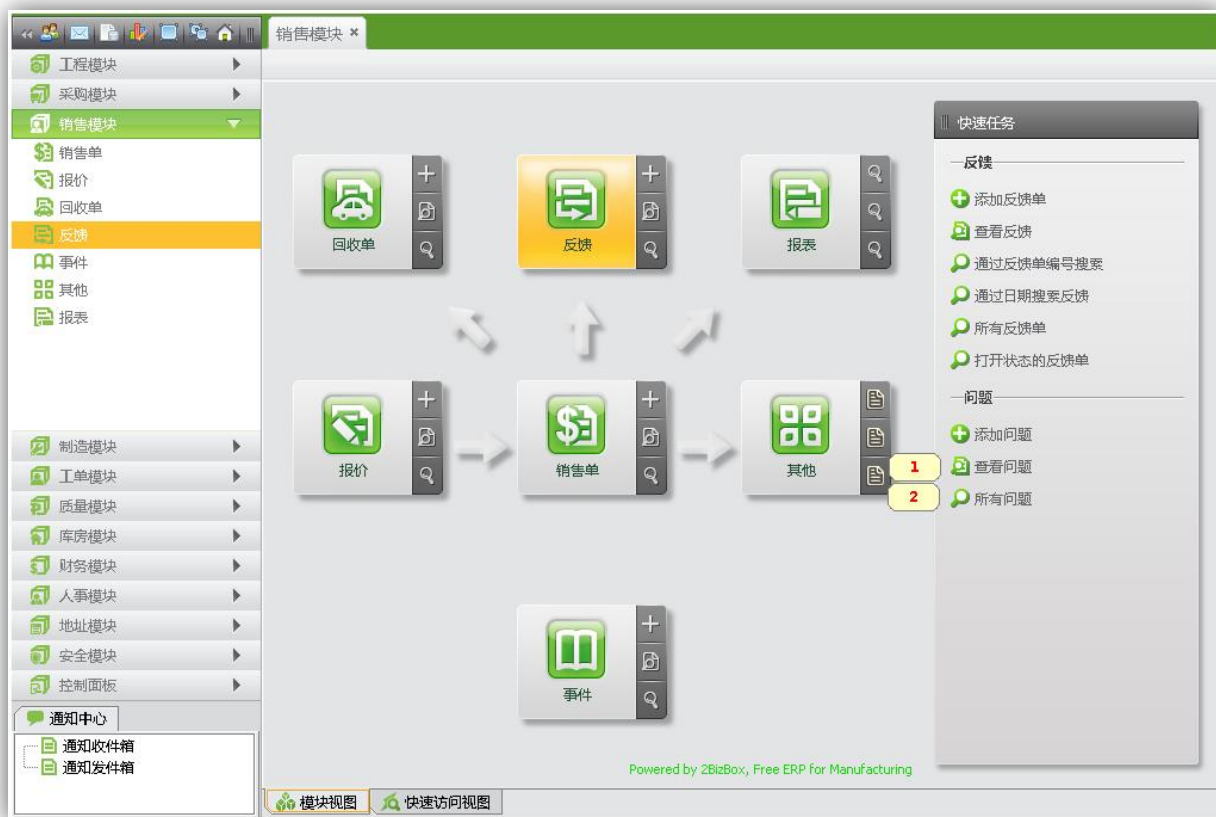 销售模块
工程模块
采购模块
销售模块
销售单
报价
回收单
反馈
事件
其他
报表
制造模块
工单模块
质量模块
库房模块
财务模块
人事模块
地址模块
安全模块
控制面板
通知中心
通知收件箱
通知发件箱
回收单
反馈
报表
报价
销售单
其他
事件
Powered by 2BizBox, Free ERP for Manufacturing
模块视图
快速访问视图
快速任务
反馈
添加反馈单
查看反馈
通过反馈单编号搜索
通过日期搜索反馈
所有反馈单
打开状态的反馈单
问题
添加问题
1 查看问题
2 所有问题